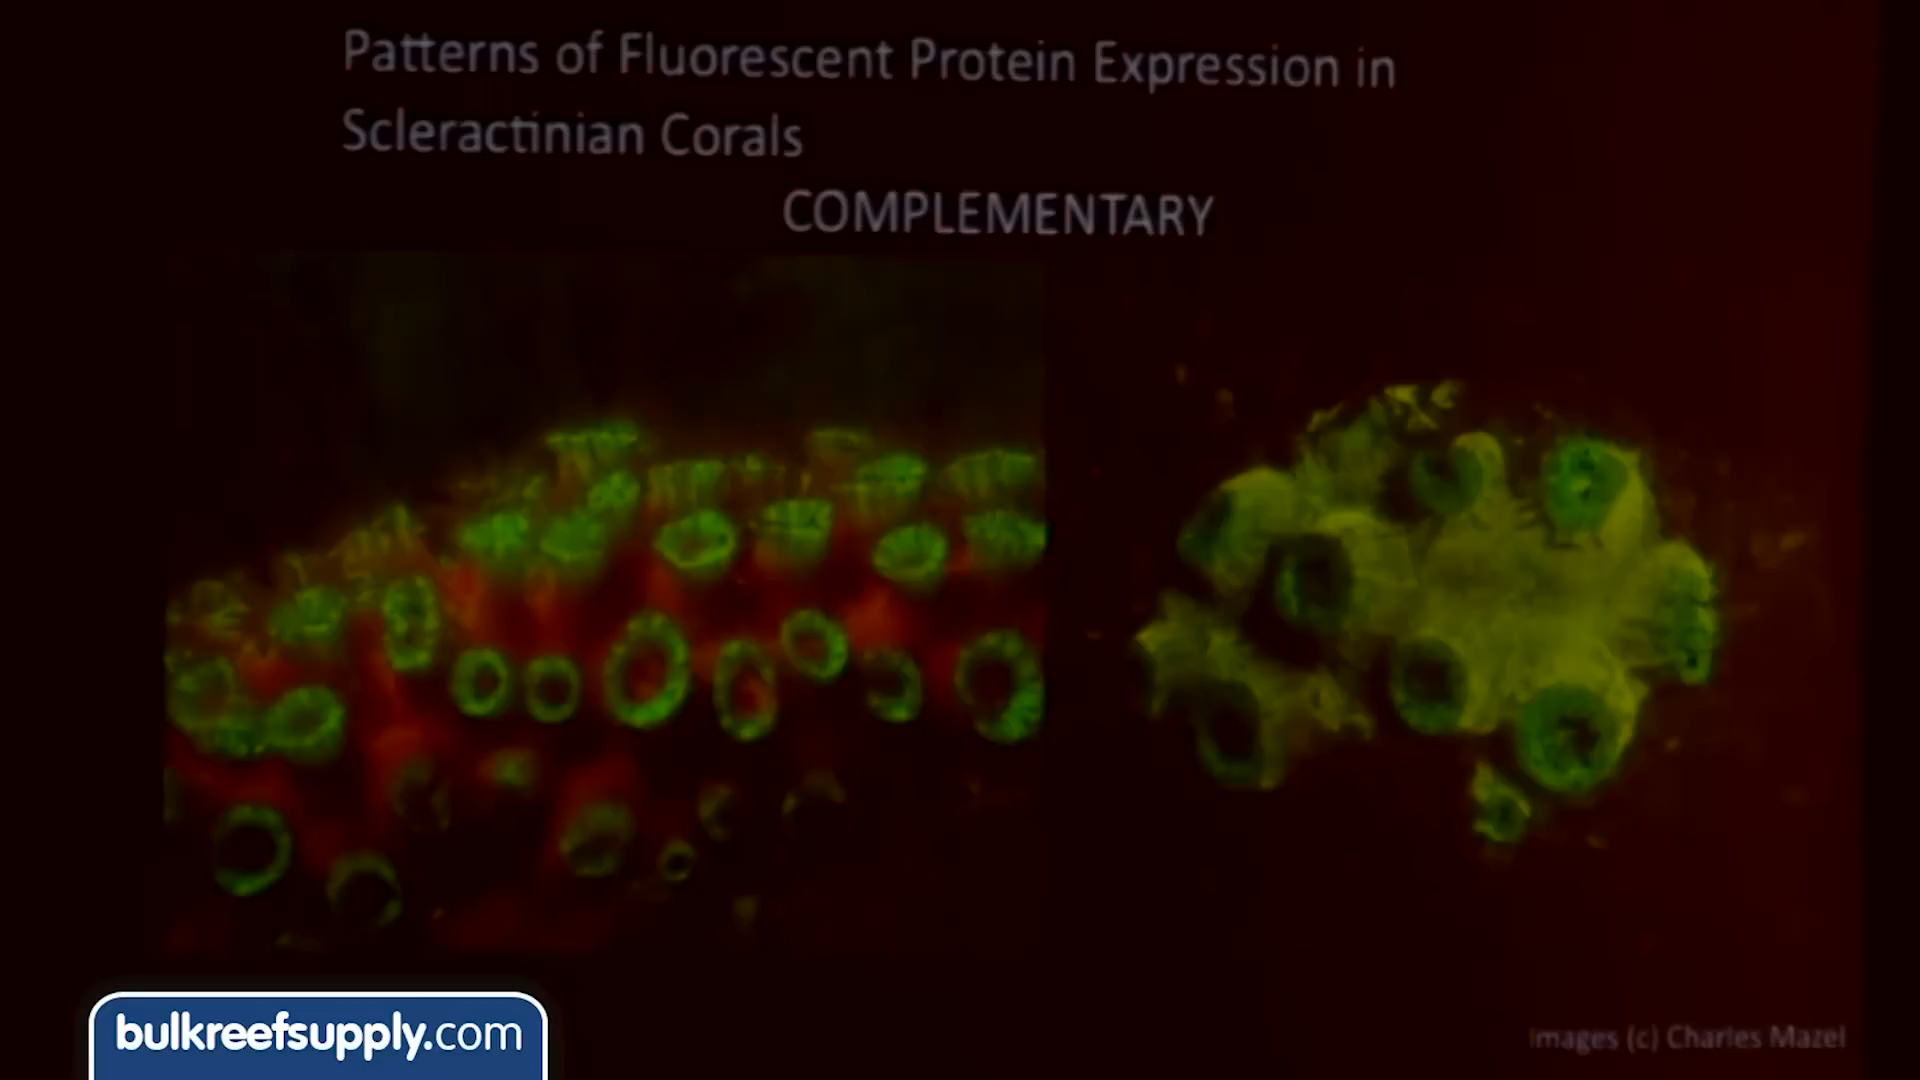 Patterns of Fluorescent Protein Expression in
Scleractinian Corals
COMPLEMENTARY
bulkreefsupply.com
Images (c) Charles Mazel